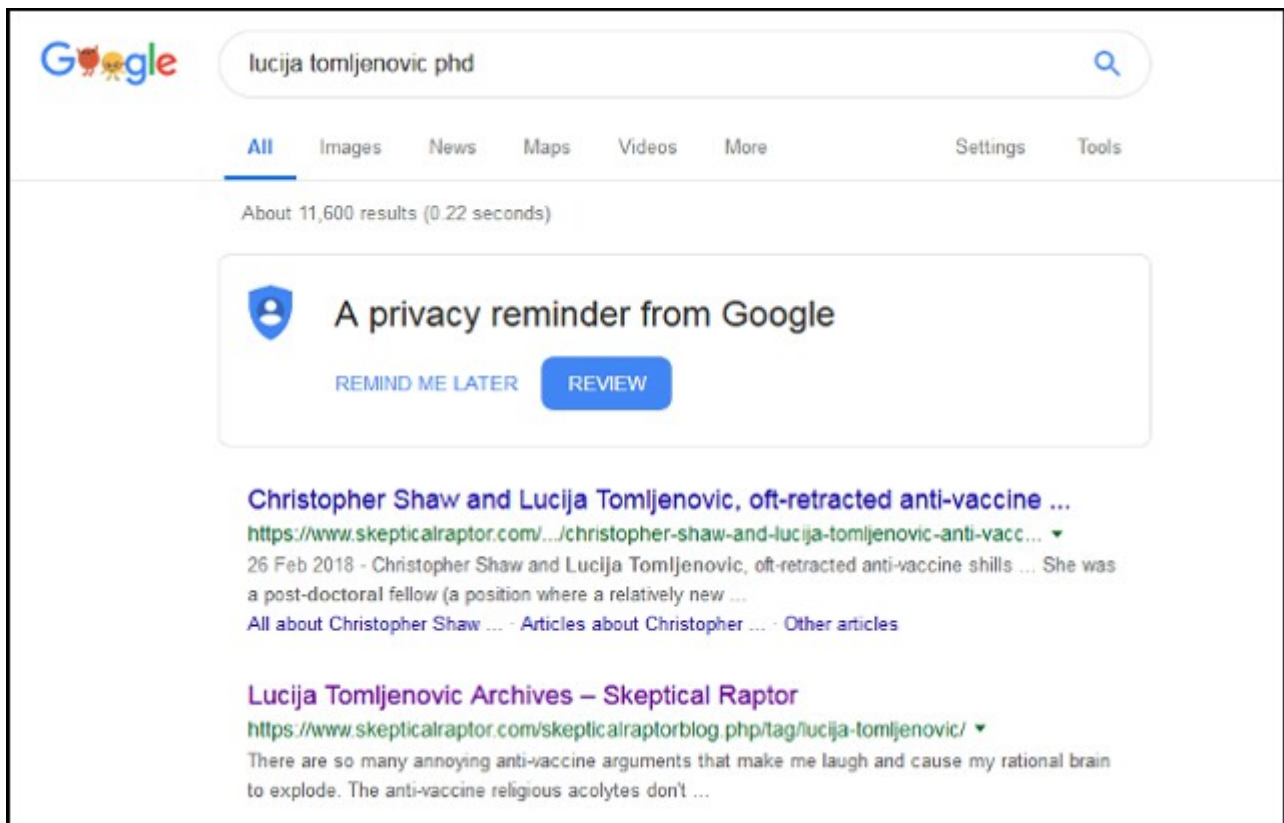 Google
lucija tomljenovic phd
All Images News Maps Videos More Settings Tools
About 11,600 results (0.22 seconds)
A privacy reminder from Google
REMIND ME LATER REVIEW
Christopher Shaw and Lucija Tomljenovic, oft-retracted anti-vaccine ...
https://www.skepticalraptor.com/.../christopher-shaw-and-lucija-tomljenovic-anti-vacc...
26 Feb 2018 - Christopher Shaw and Lucija Tomljenovic, oft-retracted anti-vaccine shills ... She was
a post-doctoral fellow (a position where a relatively new ...
All about Christopher Shaw ... · Articles about Christopher ... · Other articles
Lucija Tomljenovic Archives – Skeptical Raptor
https://www.skepticalraptor.com/skepticalraptorblog.php/tag/lucija-tomljenovic/
There are so many annoying anti-vaccine arguments that make me laugh and cause my rational brain
to explode. The anti-vaccine religious acolytes don't ...